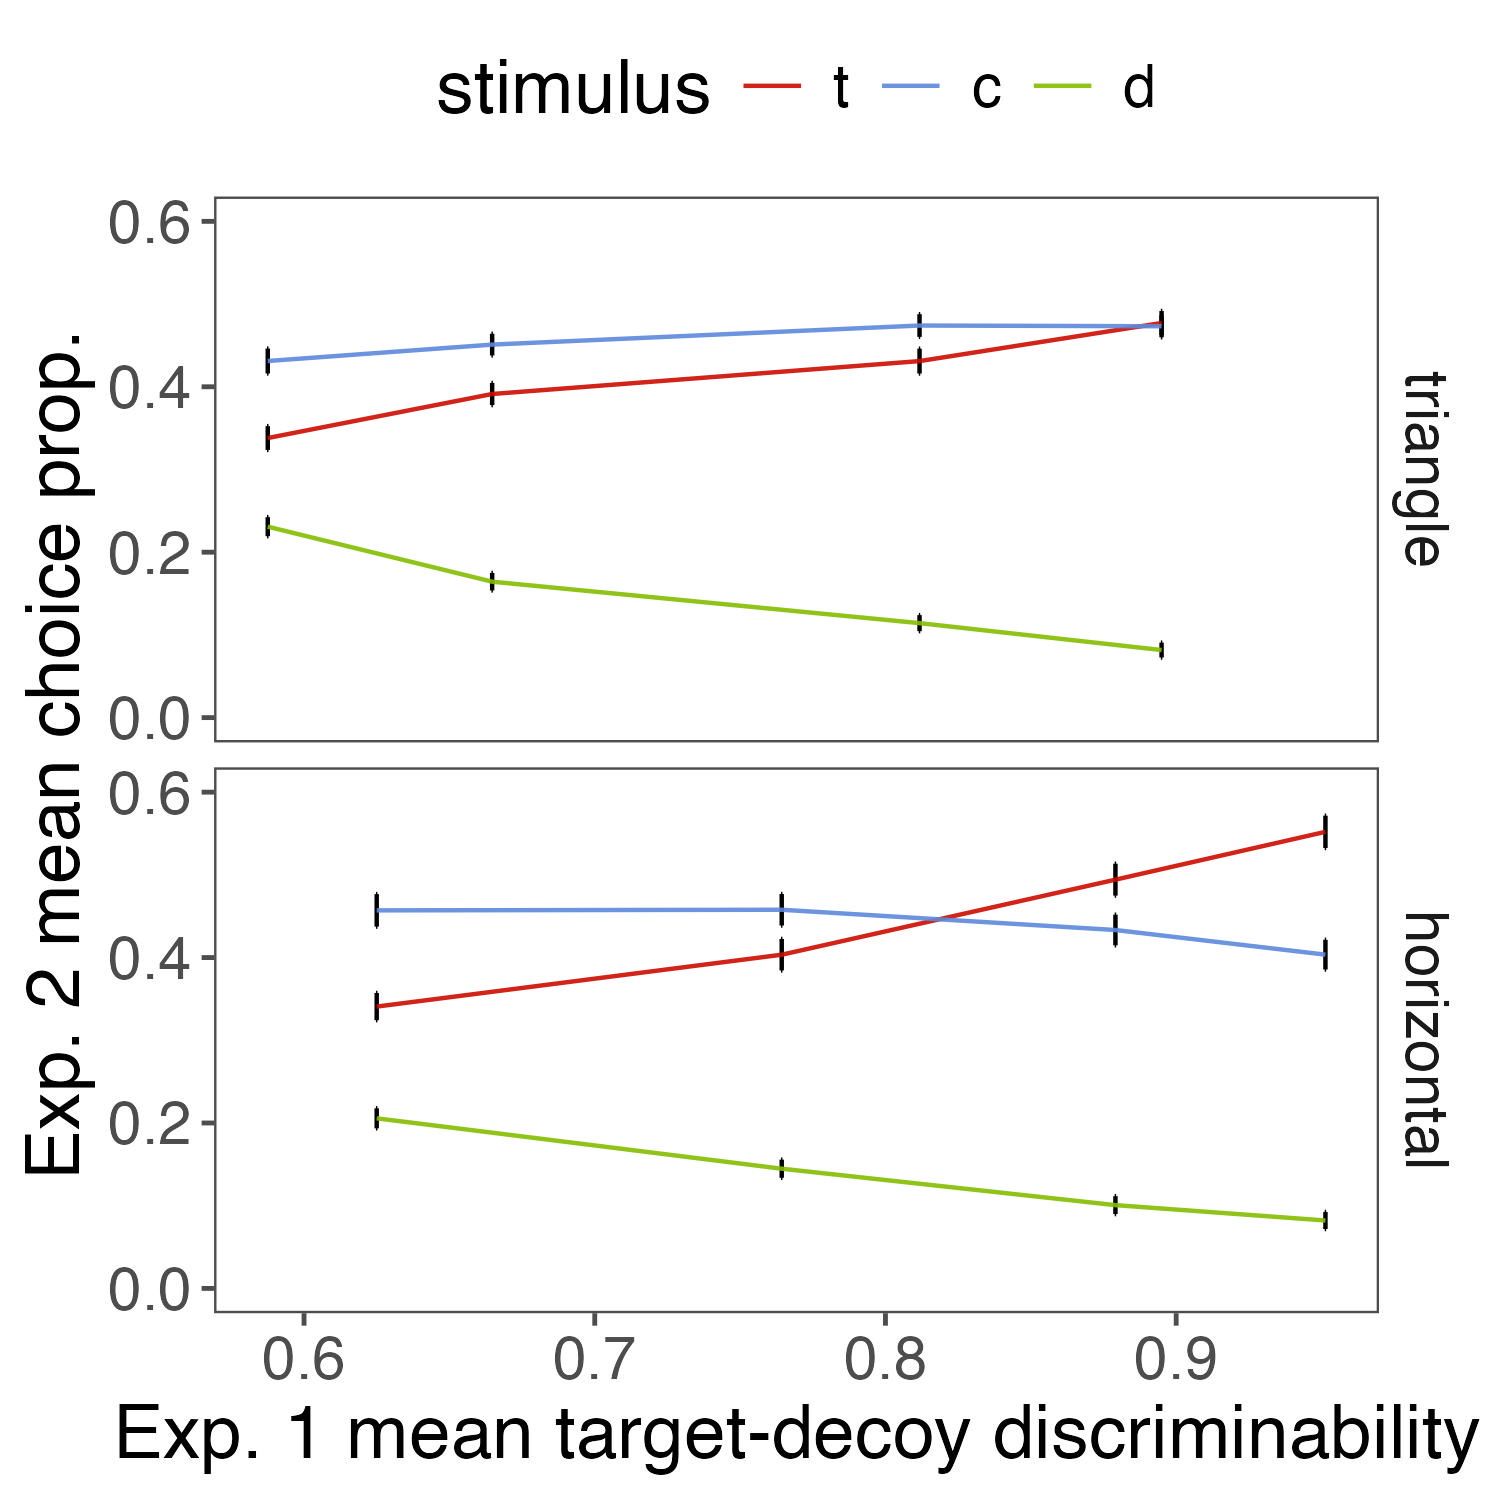 stimulus t c d
Exp. 2 mean choice prop.
0.6
0.4
0.2
0.0
triangle
0.6
0.4
0.2
0.0
horizontal
0.6 0.7 0.8 0.9
Exp. 1 mean target-decoy discriminability